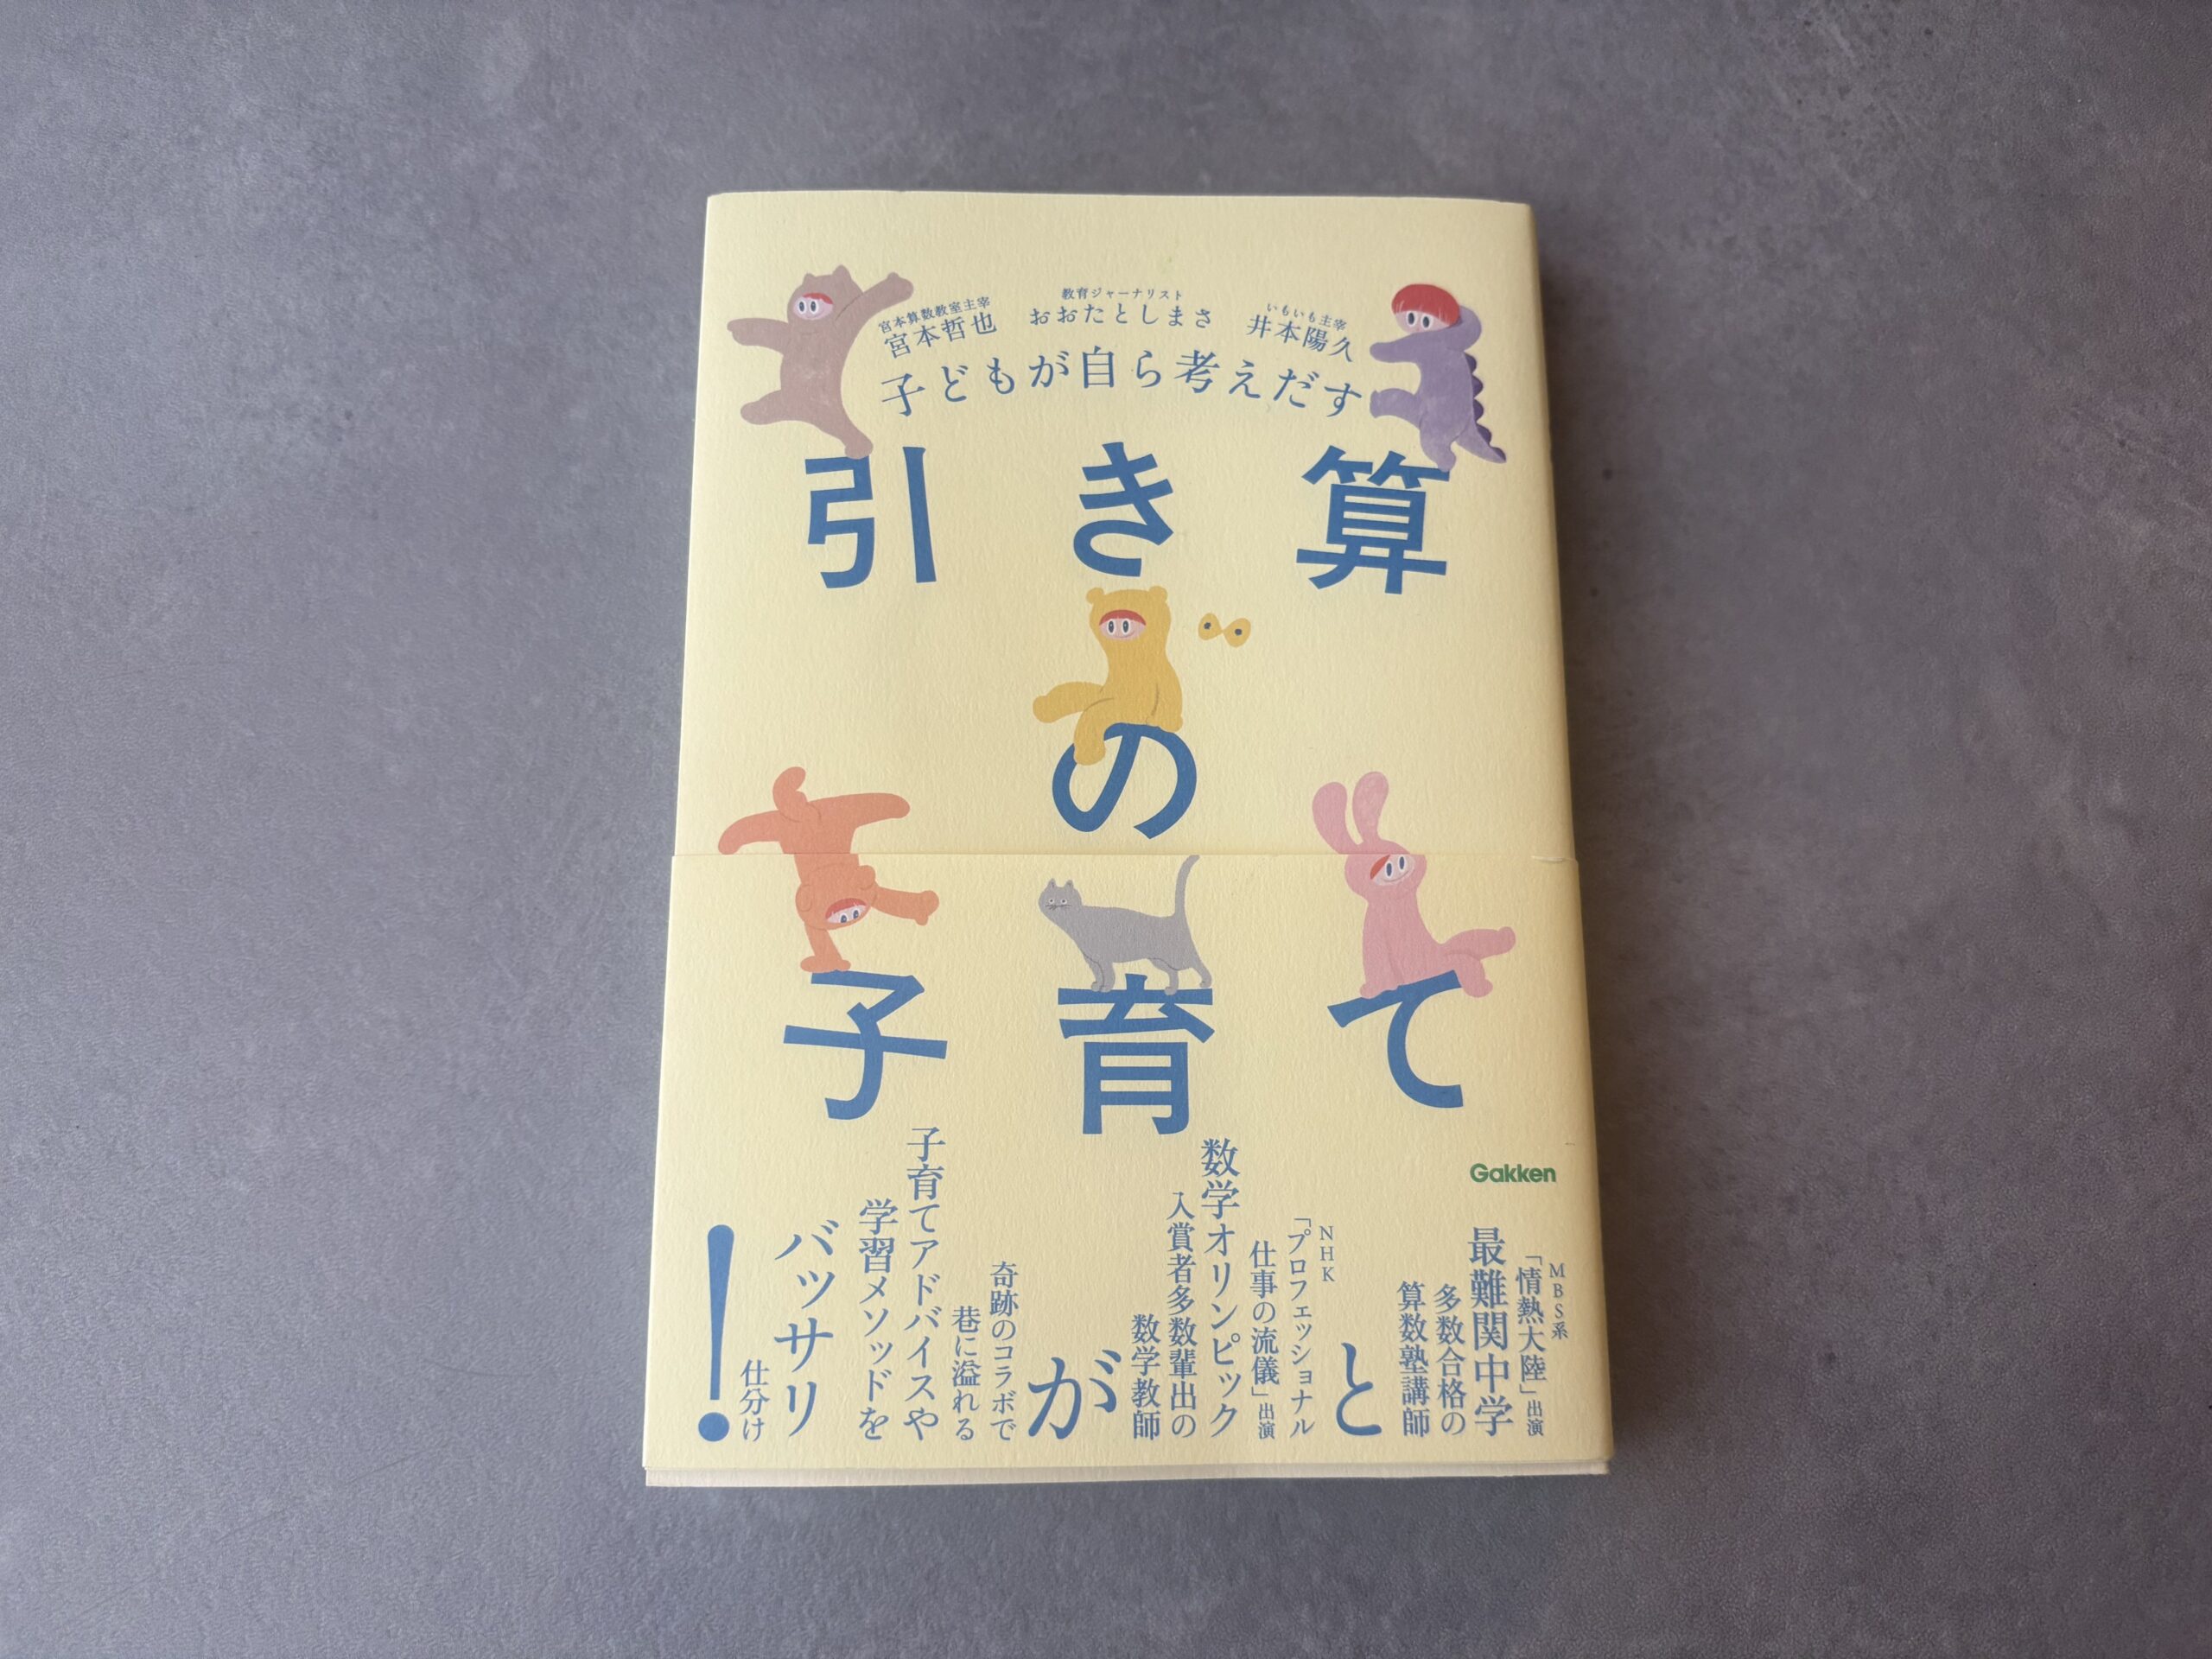 宮本算数教室主宰
宮本哲也
教育ジャーナリスト
おおたとしまさ
いもいも主宰
井本陽久
子どもが自ら考えだす
引き算
の
子育て
Gakken
MBS系
「情熱大陸」出演
最難関中学
多数合格の
算数塾講師
と
NHK
「プロフェッショナル
仕事の流儀」出演
数学オリンピック
入賞者多数輩出の
数学教師
が
奇跡のコラボで
巷に溢れる
子育てアドバイスや
学習メソッドを
バッサリ
仕分け
！